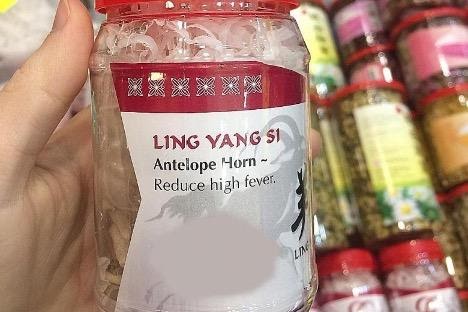 LING YANG SI
Antelope Horn ~
Reduce high fever.